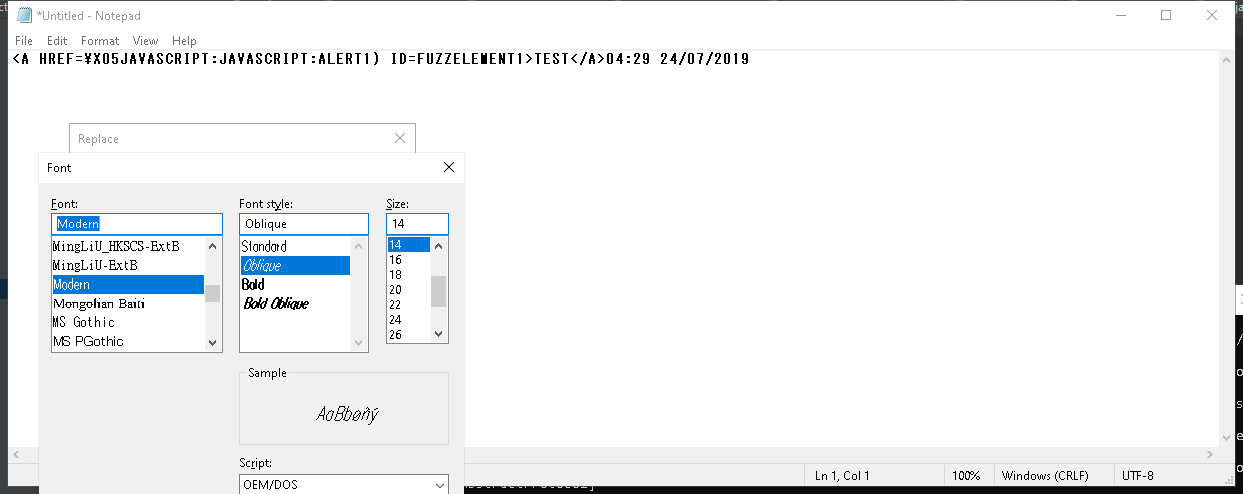 *Untitled - Notepad
File Edit Format View Help
<A HREF=¥X05JAVASCRIPT:JAVASCRIPT:ALERT1) ID=FUZZELEMENT1>TEST</A>04:29 24/07/2019
Replace
Font
Font: Font style: Size:
Modern Oblique 14
MingLiU_HKSCS-ExtB Standard 14
MingLiU-ExtB Oblique 16
Modern Bold 18
Mongolian Baiti Bold Oblique 20
MS Gothic 22
MS PGothic 24
26
Sample
AaBbøñý
Script:
OEM/DOS
Ln 1, Col 1 100% Windows (CRLF) UTF-8